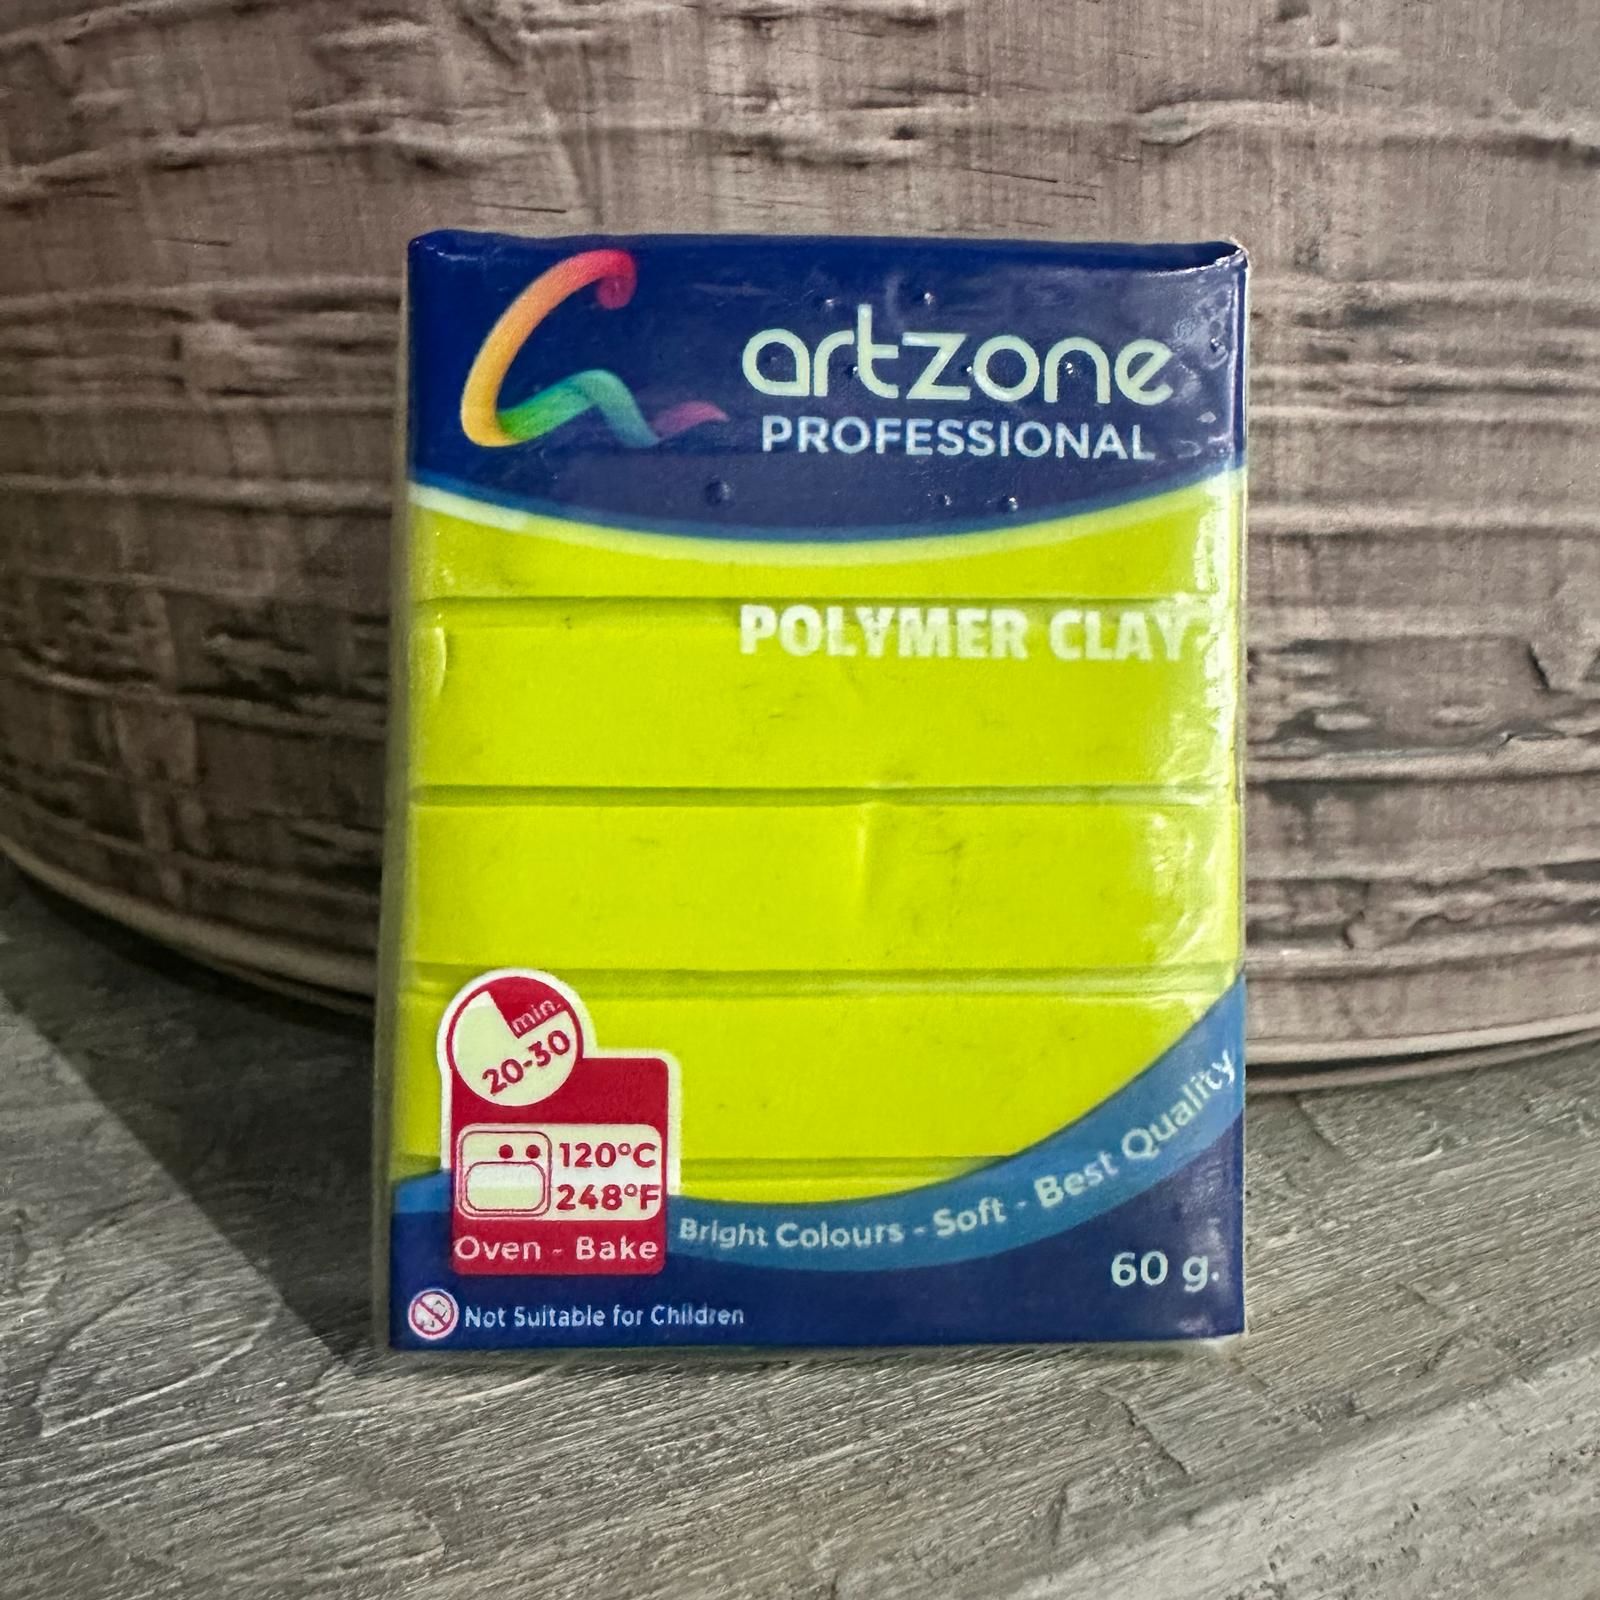 artzone
PROFESSIONAL
POLYMER CLAY
min.
20-30
120°C
248°F
Oven - Bake
Bright Colours - Soft - Best Quality
60 g.
Not Suitable for Children